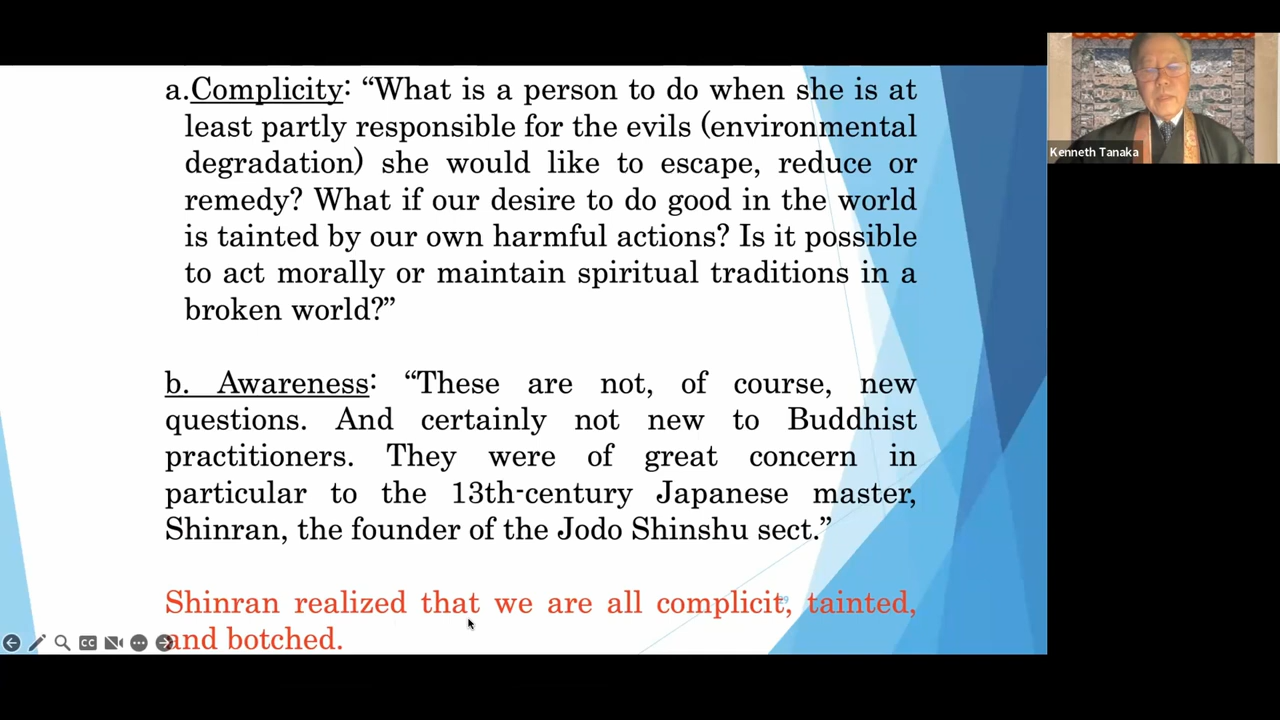 a.Complicity: “What is a person to do when she is at
least partly responsible for the evils (environmental
degradation) she would like to escape, reduce or
remedy? What if our desire to do good in the world
is tainted by our own harmful actions? Is it possible
to act morally or maintain spiritual traditions in a
broken world?”
b. Awareness: “These are not, of course, new
questions. And certainly not new to Buddhist
practitioners. They were of great concern in
particular to the 13th-century Japanese master,
Shinran, the founder of the Jodo Shinshu sect.”
Shinran realized that we are all complicit, tainted,
and botched.
CC
Kenneth Tanaka